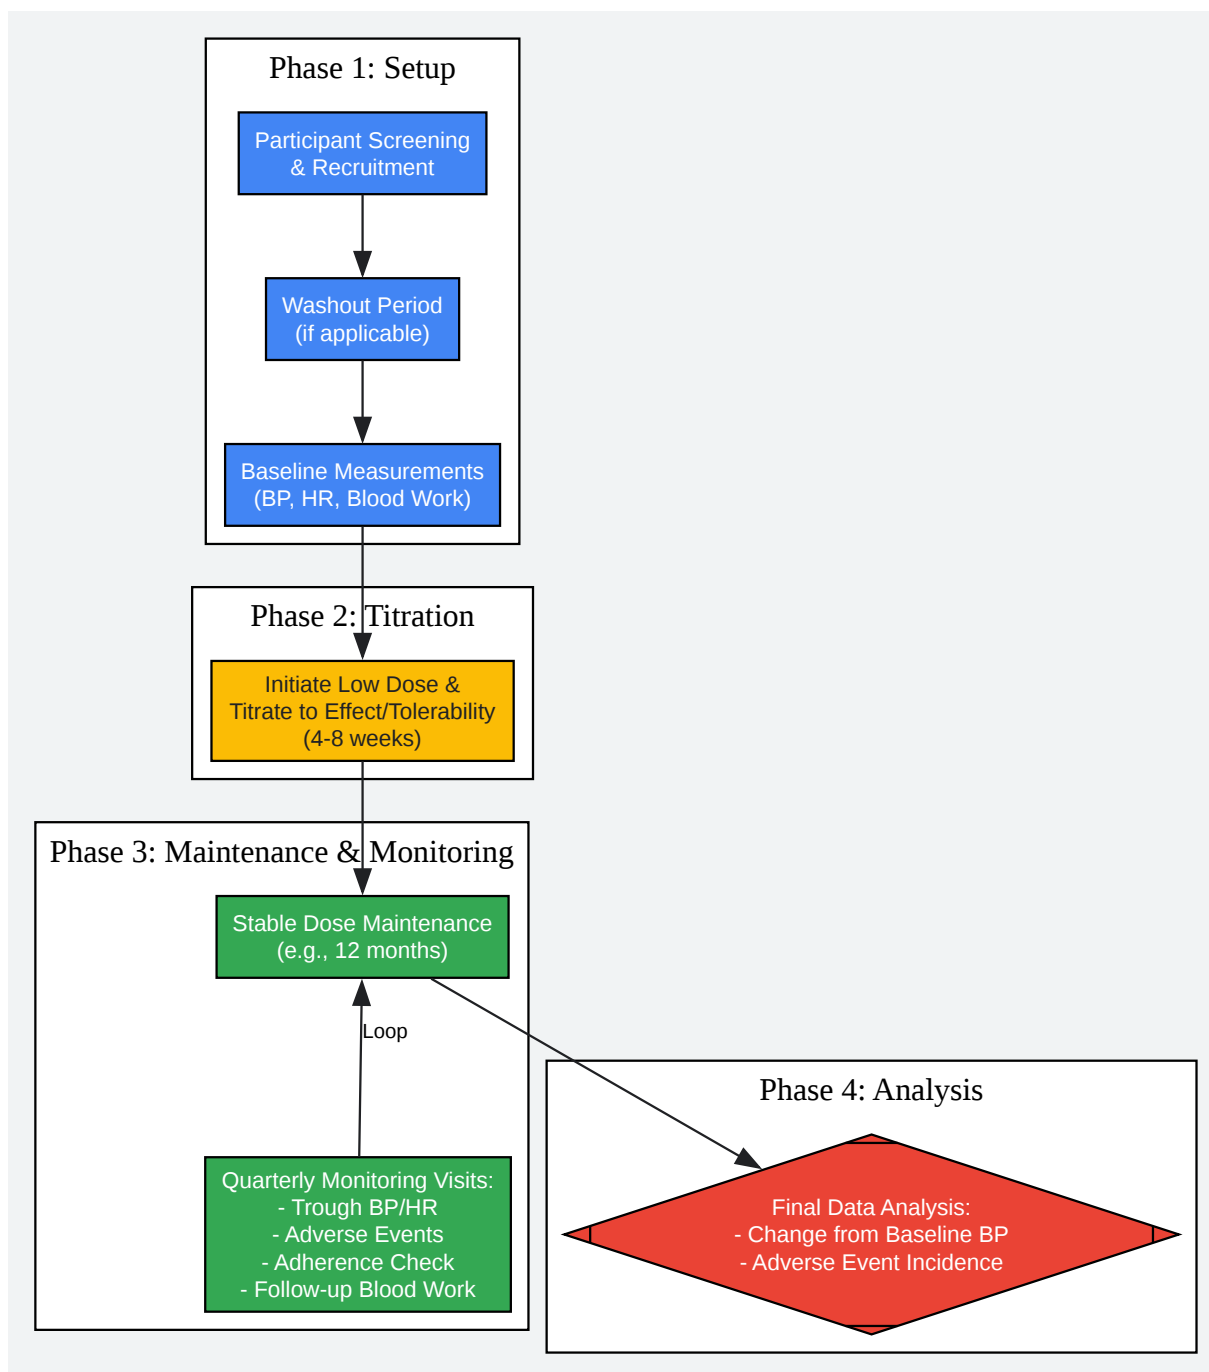 Phase 1: Setup
Participant Screening
& Recruitment
Washout Period
(if applicable)
Baseline Measurements
(BP, HR, Blood Work)
Phase 2: Titration
Initiate Low Dose &
Titrate to Effect/Tolerability
(4-8 weeks)
Phase 3: Maintenance & Monitoring
Stable Dose Maintenance
(e.g., 12 months)
Loop
Quarterly Monitoring Visits:
- Trough BP/HR
- Adverse Events
- Adherence Check
- Follow-up Blood Work
Phase 4: Analysis
Final Data Analysis:
- Change from Baseline BP
- Adverse Event Incidence